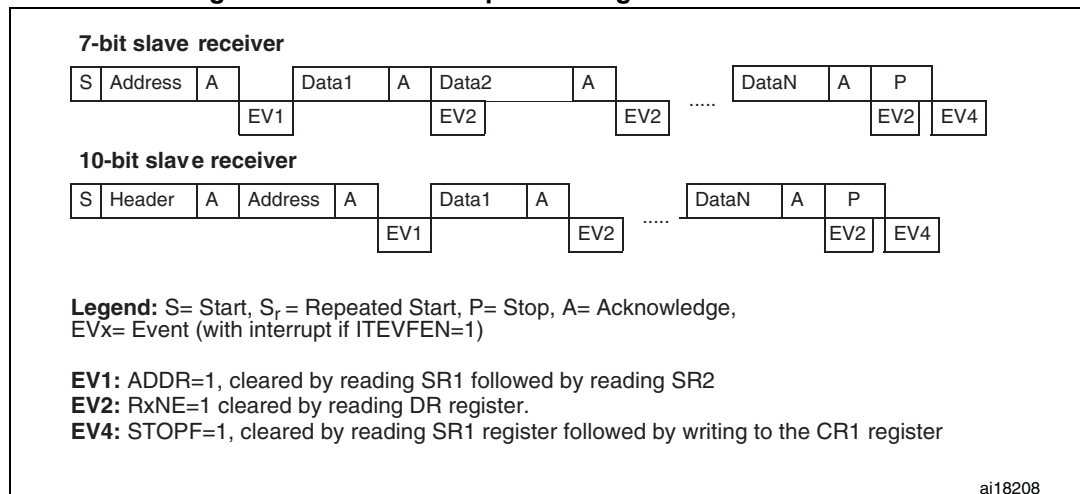 7-bit slave receiver
S Address A Data1 A Data2 A ..... DataN A P
EV1 EV2 EV2 EV2 EV4
10-bit slave receiver
S Header A Address A Data1 A ..... DataN A P
EV1 EV2 EV2 EV4
Legend: S= Start, Sr = Repeated Start, P= Stop, A= Acknowledge,
EVx= Event (with interrupt if ITEVFEN=1)
EV1: ADDR=1, cleared by reading SR1 followed by reading SR2
EV2: RxNE=1 cleared by reading DR register.
EV4: STOPF=1, cleared by reading SR1 register followed by writing to the CR1 register
ai18208